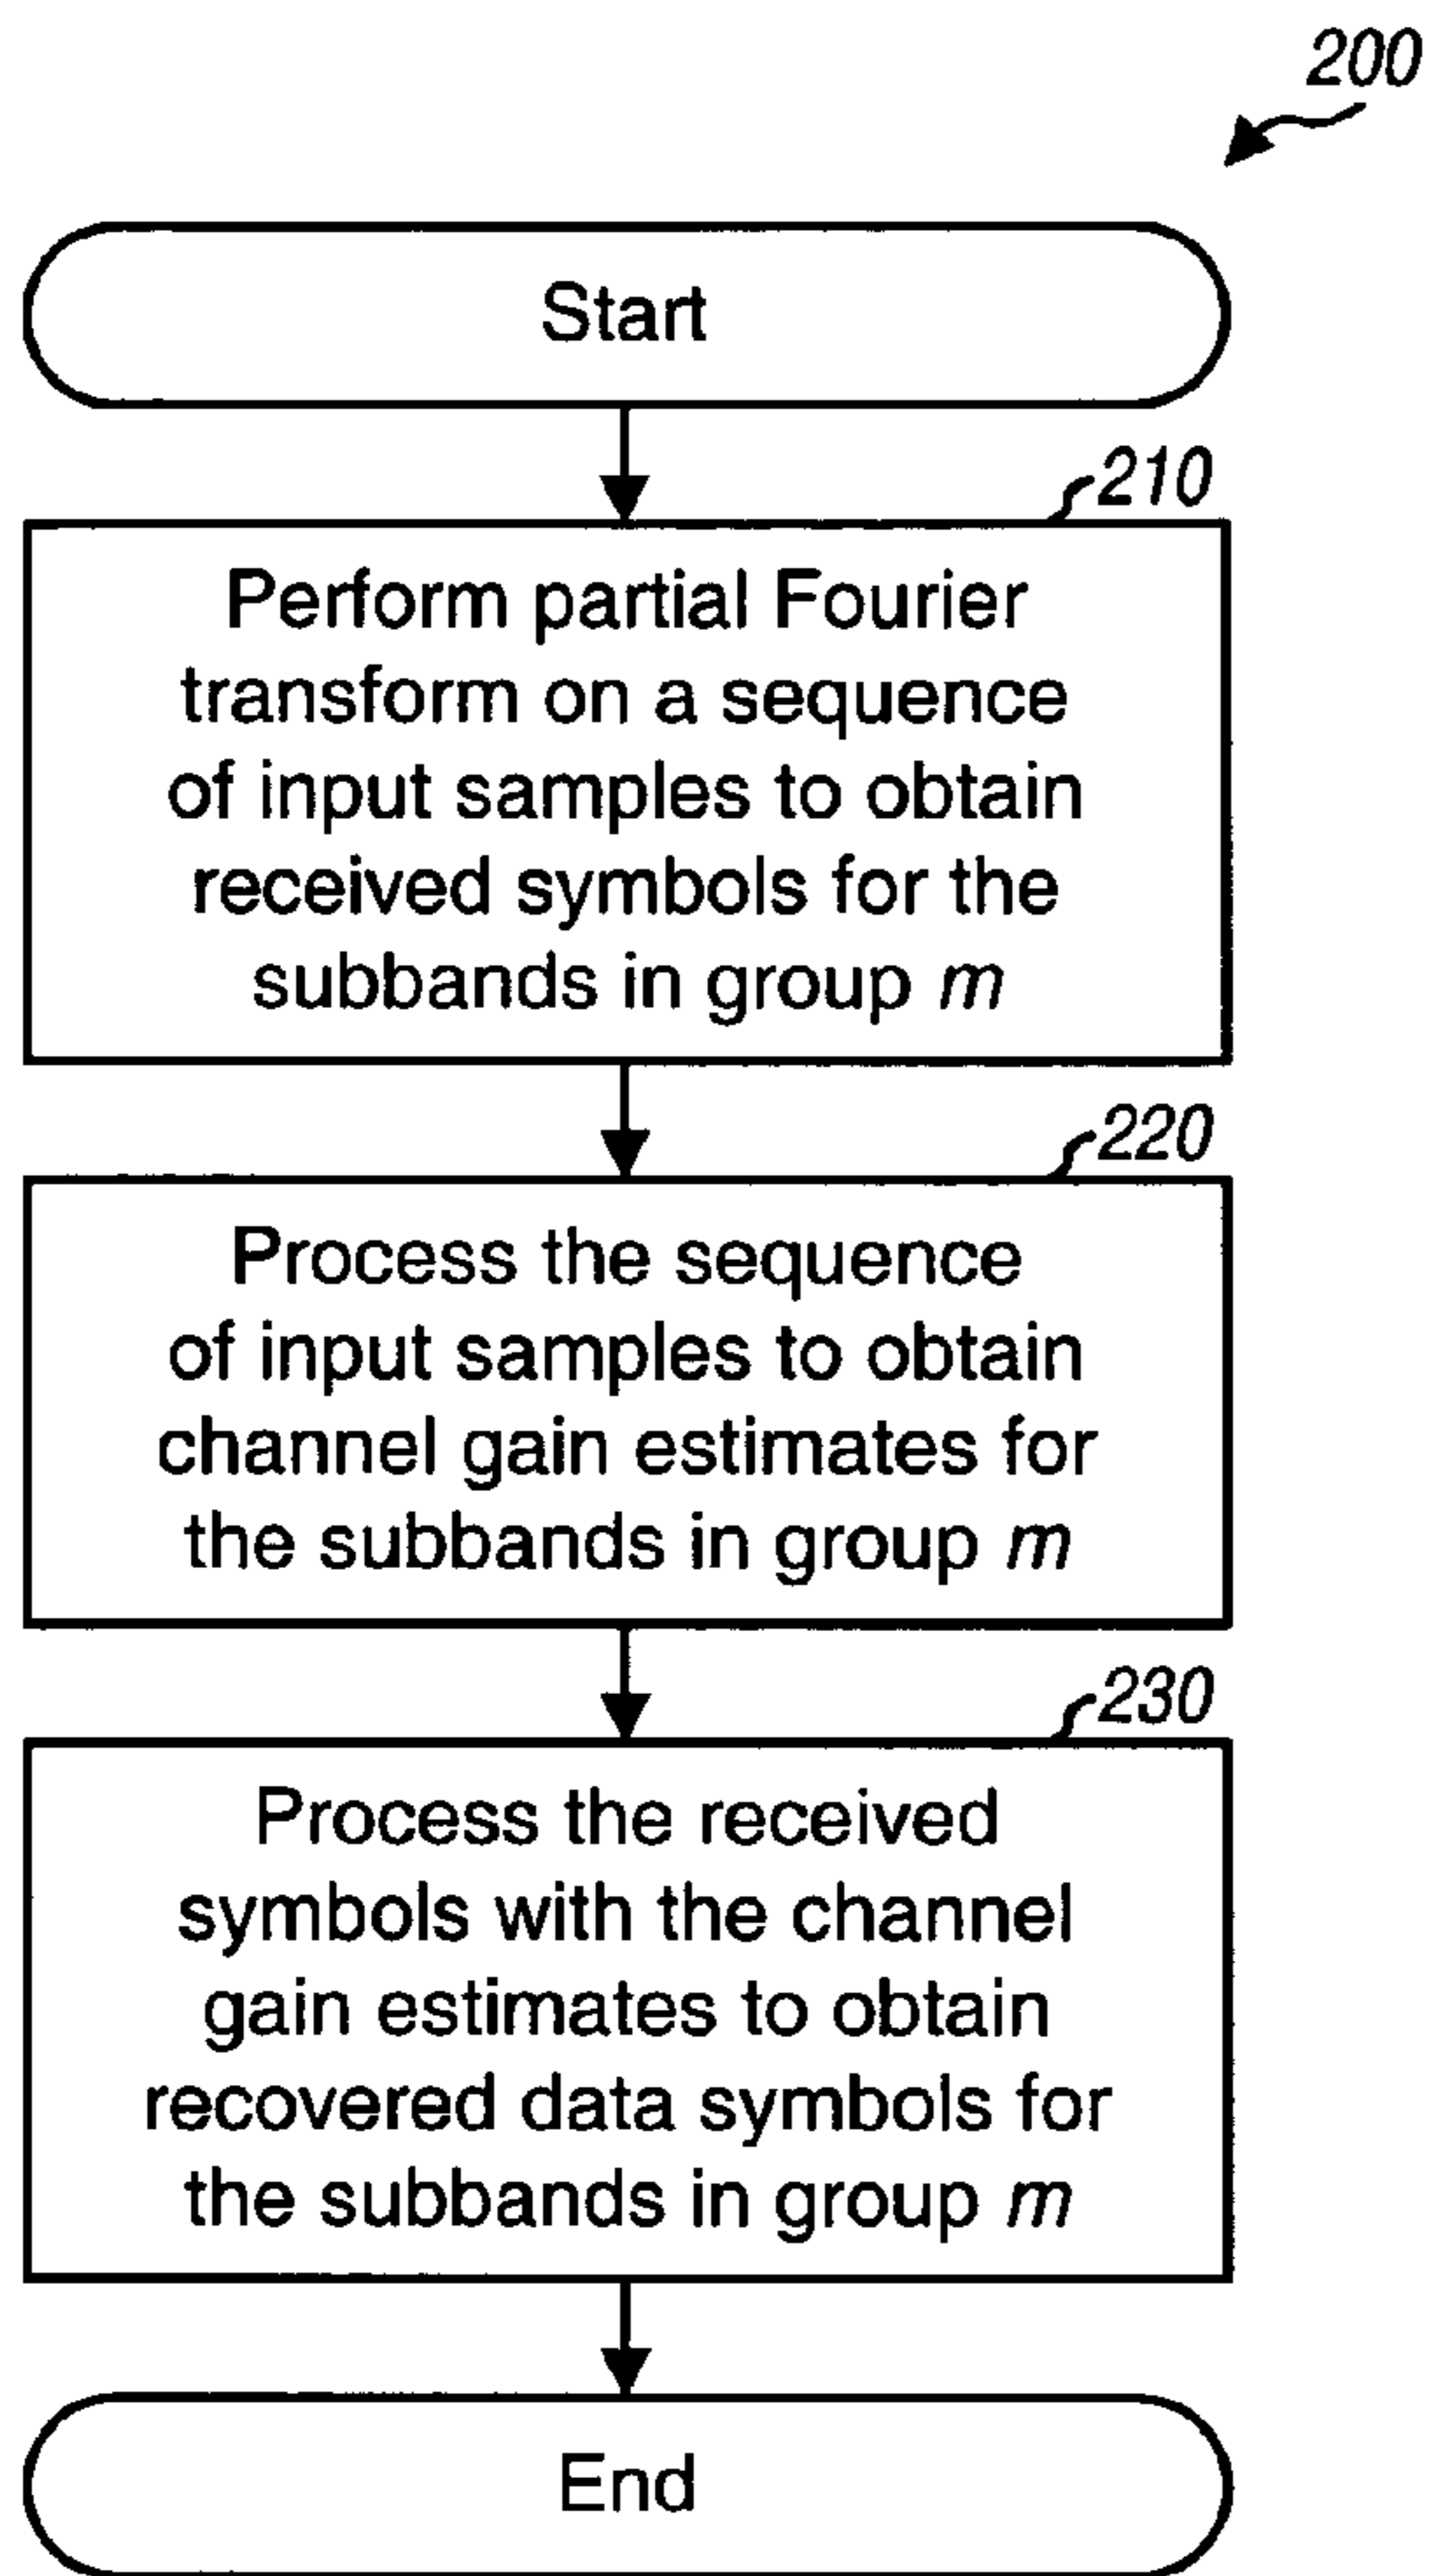 200
Start
210
Perform partial Fourier
transform on a sequence
of input samples to obtain
received symbols for the
subbands in group m
220
Process the sequence
of input samples to obtain
channel gain estimates for
the subbands in group m
230
Process the received
symbols with the channel
gain estimates to obtain
recovered data symbols for
the subbands in group m
End